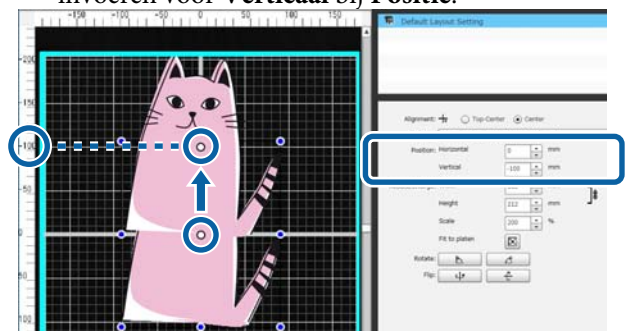 invoeren voor Verticaal bij Positie.
-150 -100 -50 0 50 100 150
Default Layout Setting
-200
-150
Alignment: Top Center Center
-100
Position: Horizontal 0 mm
Vertical -100 mm
-50
Height 212 mm
Scale 200 %
0
Fit to platen
Rotate:
50
Flip:
100